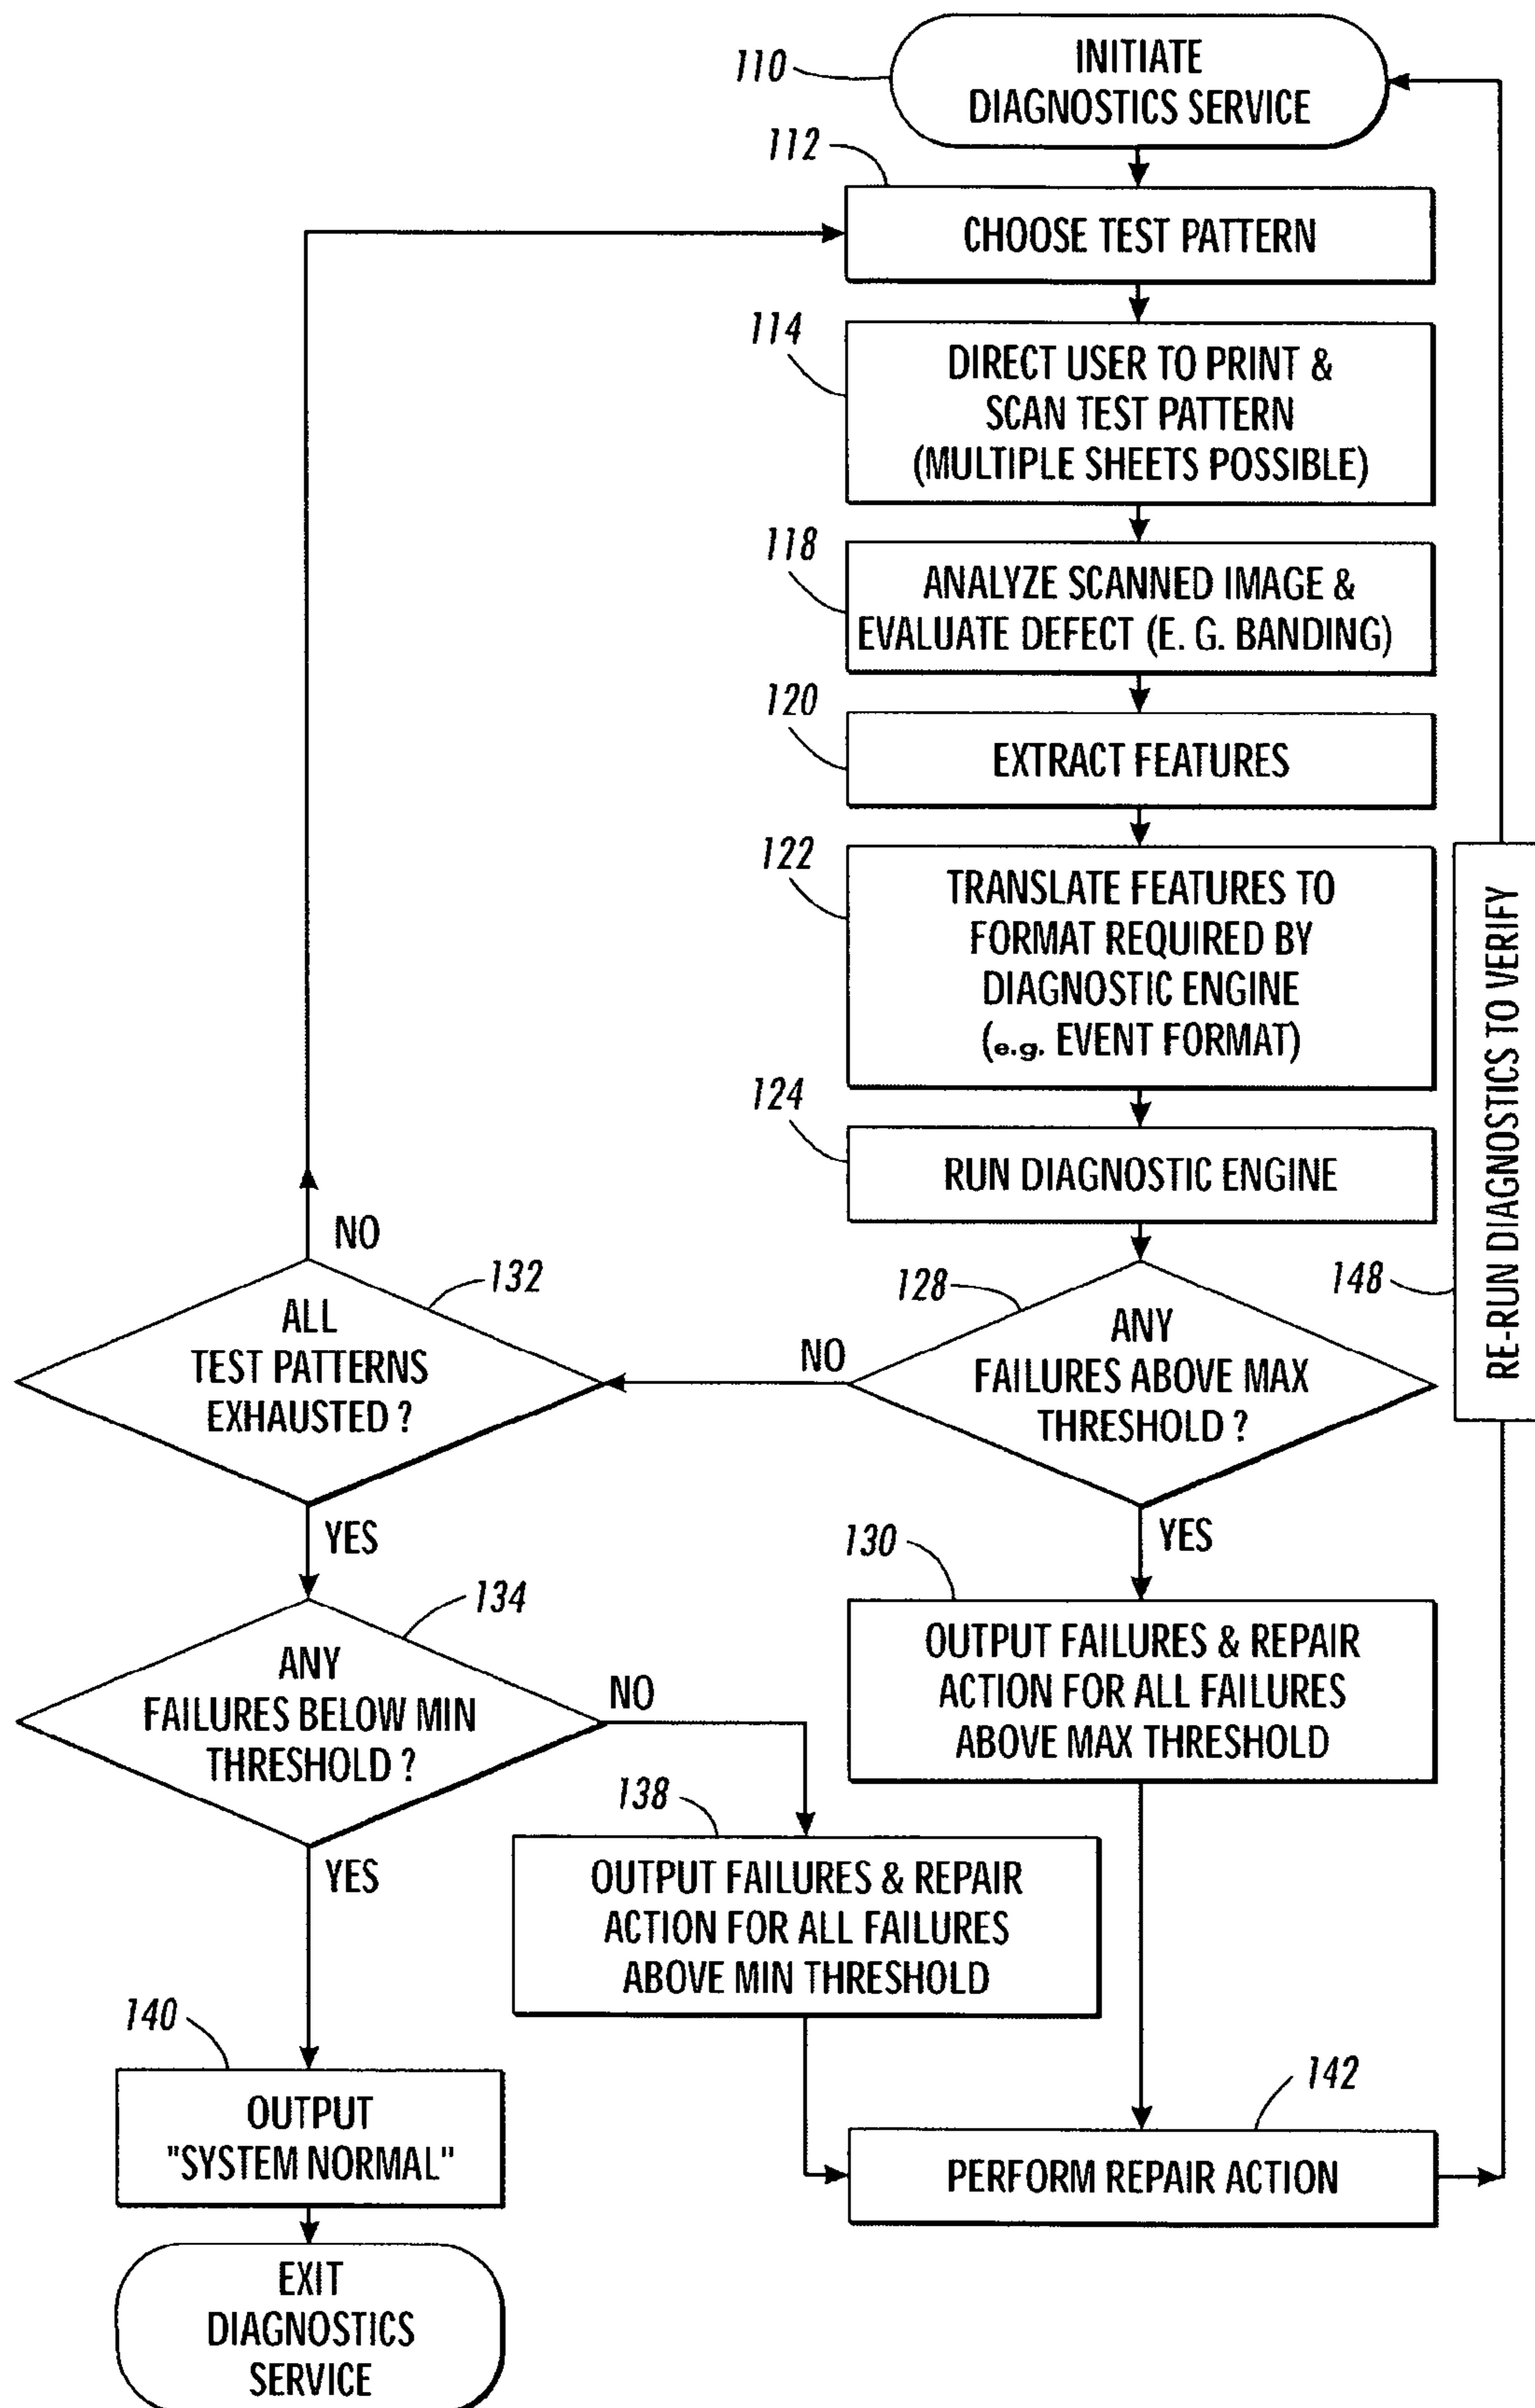 110
INITIATE
DIAGNOSTICS SERVICE
112
CHOOSE TEST PATTERN
114
DIRECT USER TO PRINT &
SCAN TEST PATTERN
(MULTIPLE SHEETS POSSIBLE)
118
ANALYZE SCANNED IMAGE &
EVALUATE DEFECT (E. G. BANDING)
120
EXTRACT FEATURES
122
TRANSLATE FEATURES TO
FORMAT REQUIRED BY
DIAGNOSTIC ENGINE
(e.g. EVENT FORMAT)
124
RUN DIAGNOSTIC ENGINE
128
ANY
FAILURES ABOVE MAX
THRESHOLD ?
NO
YES
132
ALL
TEST PATTERNS
EXHAUSTED ?
NO
YES
134
ANY
FAILURES BELOW MIN
THRESHOLD ?
NO
YES
130
OUTPUT FAILURES & REPAIR
ACTION FOR ALL FAILURES
ABOVE MAX THRESHOLD
138
OUTPUT FAILURES & REPAIR
ACTION FOR ALL FAILURES
ABOVE MIN THRESHOLD
140
OUTPUT
"SYSTEM NORMAL"
EXIT
DIAGNOSTICS
SERVICE
142
PERFORM REPAIR ACTION
148
RE-RUN DIAGNOSTICS TO VERIFY